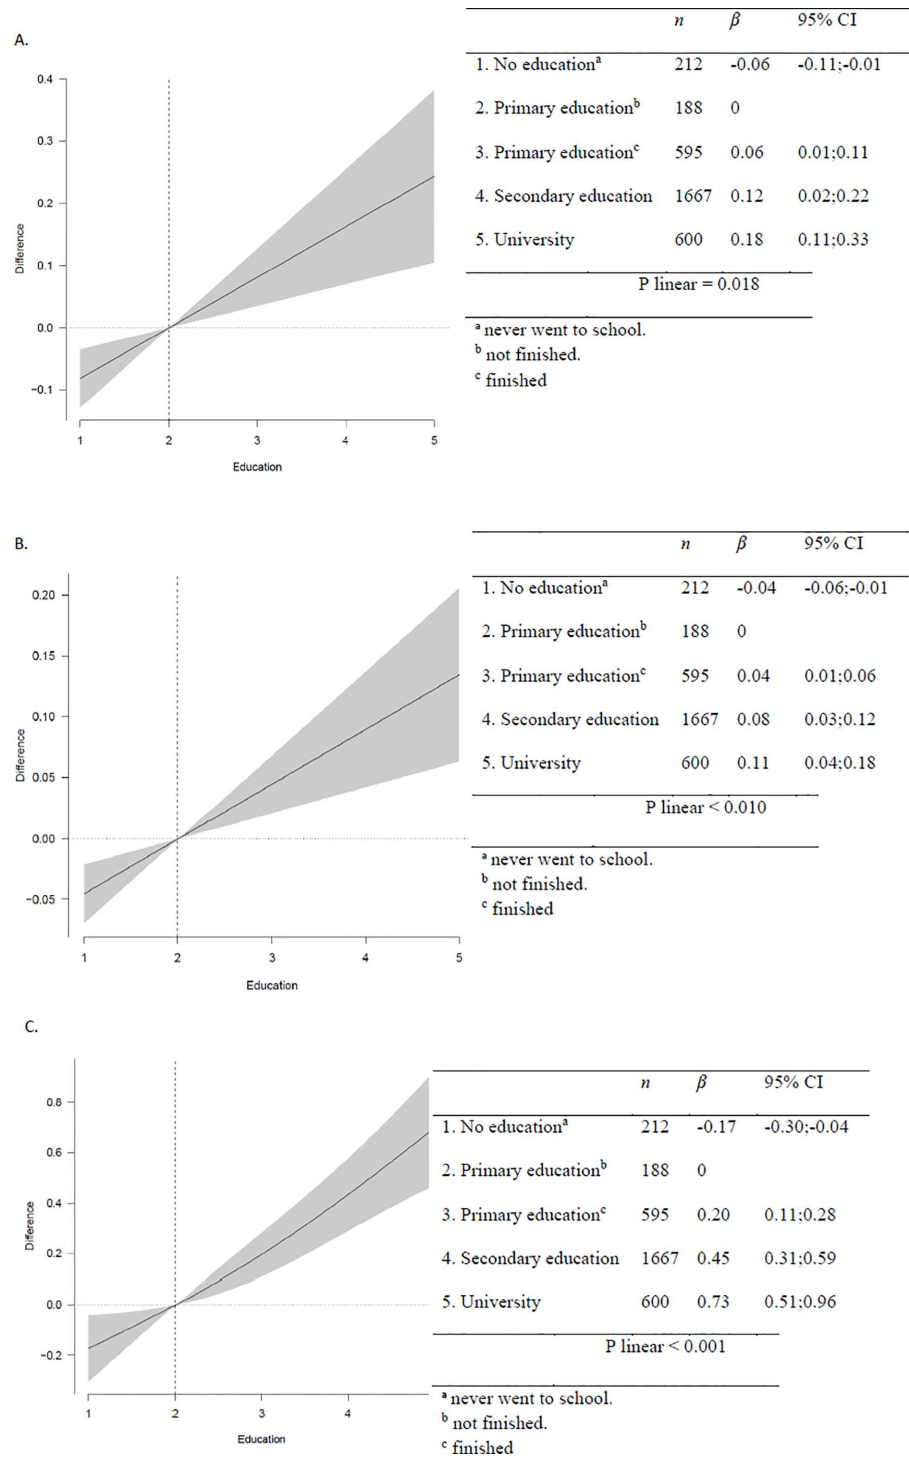 A.
n β 95% CI
1. No educationᵃ 212 -0.06 -0.11;-0.01
2. Primary educationᵇ 188 0
3. Primary educationᶜ 595 0.06 0.01;0.11
4. Secondary education 1667 0.12 0.02;0.22
5. University 600 0.18 0.11;0.33
P linear = 0.018
ᵃ never went to school.
ᵇ not finished.
ᶜ finished
Difference
0.4
0.3
0.2
0.1
0.0
−0.1
1 2 3 4 5
Education
B.
n β 95% CI
1. No educationᵃ 212 -0.04 -0.06;-0.01
2. Primary educationᵇ 188 0
3. Primary educationᶜ 595 0.04 0.01;0.06
4. Secondary education 1667 0.08 0.03;0.12
5. University 600 0.11 0.04;0.18
P linear < 0.010
ᵃ never went to school.
ᵇ not finished.
ᶜ finished
Difference
0.20
0.15
0.10
0.05
0.00
−0.05
1 2 3 4 5
Education
C.
n β 95% CI
1. No educationᵃ 212 -0.17 -0.30;-0.04
2. Primary educationᵇ 188 0
3. Primary educationᶜ 595 0.20 0.11;0.28
4. Secondary education 1667 0.45 0.31;0.59
5. University 600 0.73 0.51;0.96
P linear < 0.001
ᵃ never went to school.
ᵇ not finished.
ᶜ finished
Difference
0.8
0.6
0.4
0.2
0.0
−0.2
1 2 3 4
Education